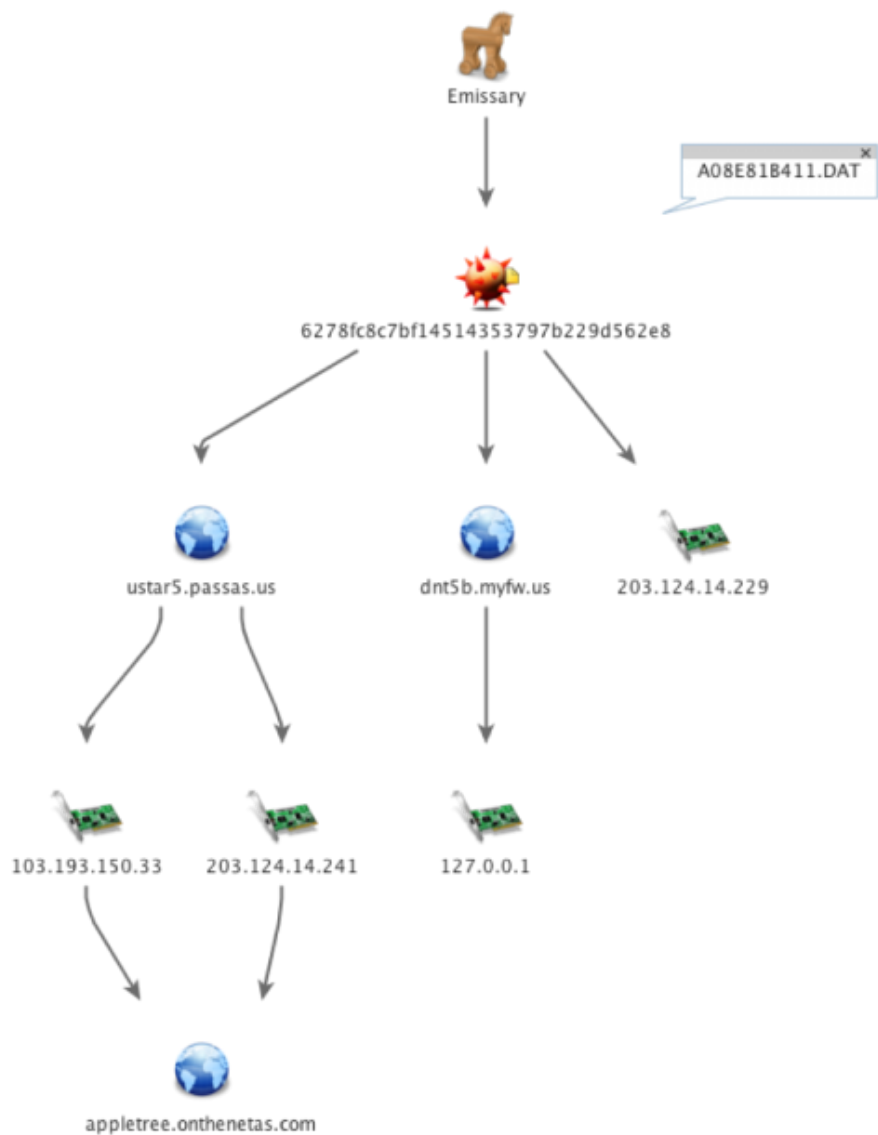 Emissary
A08E81B411.DAT
6278fc8c7bf14514353797b229d562e8
ustar5.passas.us
dnt5b.myfw.us
203.124.14.229
103.193.150.33
203.124.14.241
127.0.0.1
appletree.onthenetas.com